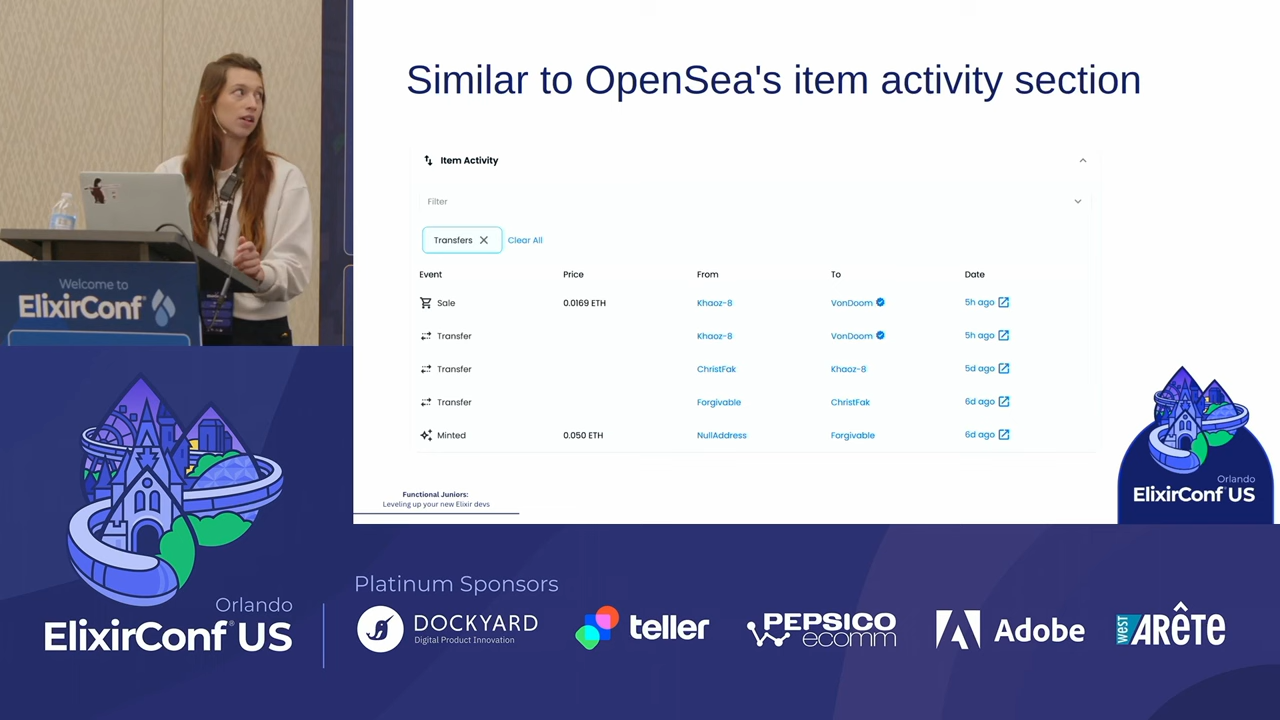 Similar to OpenSea's item activity section
Item Activity
Filter
Transfers Clear All
Event Price From To Date
Sale 0.0169 ETH Khaoz-8 VonDoom 5h ago
Transfer Khaoz-8 VonDoom 5h ago
Transfer ChristFak Khaoz-8 5d ago
Transfer Forgivable ChristFak 6d ago
Minted 0.050 ETH NullAddress Forgivable 6d ago
Functional Juniors:
Leveling up your new Elixir devs
Orlando
ElixirConf US
Welcome to
ElixirConf®
Orlando
ElixirConf® US
Platinum Sponsors
DOCKYARD
Digital Product Innovation
teller
PEPSICO
ecomm
Adobe
west ARÊTE